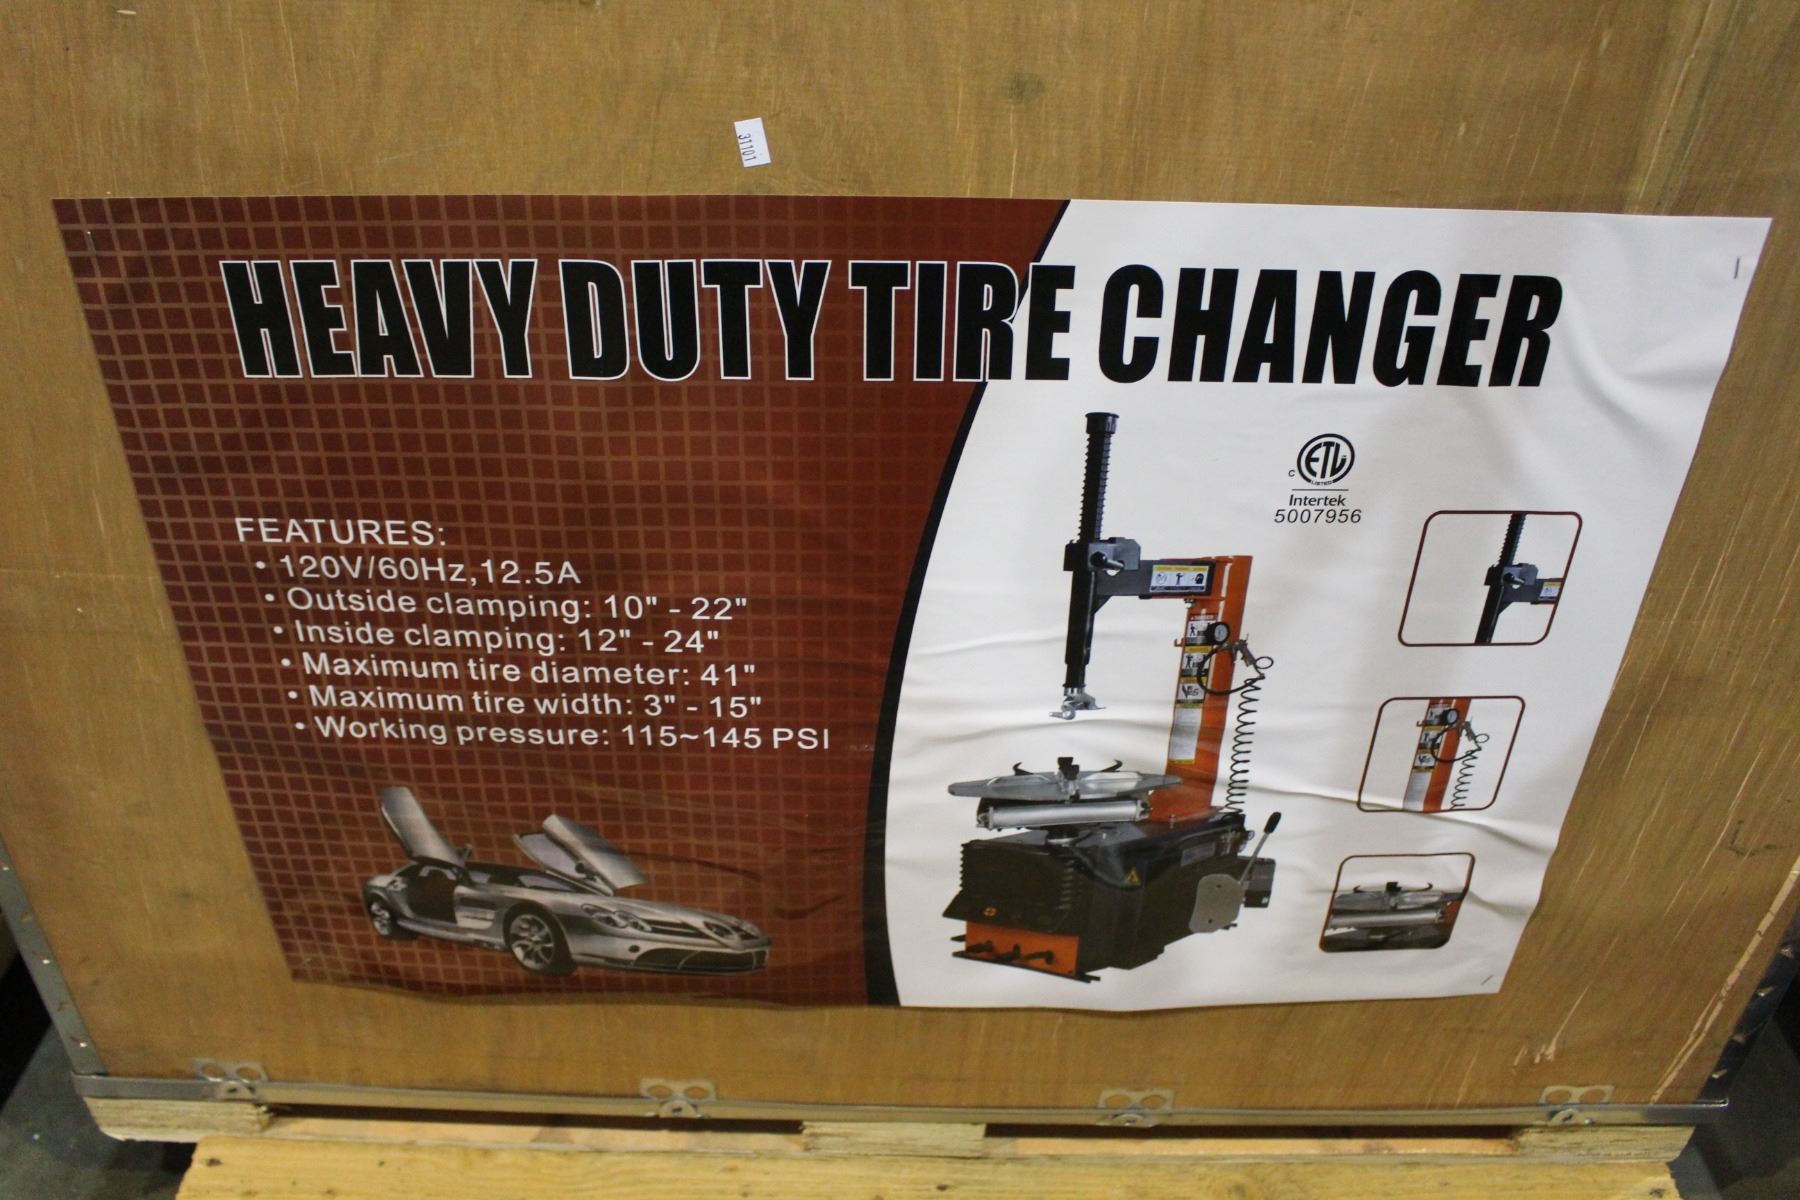 31101
HEAVY DUTY TIRE CHANGER
FEATURES:
• 120V/60Hz,12.5A
• Outside clamping: 10" - 22"
• Inside clamping: 12" - 24"
• Maximum tire diameter: 41"
• Maximum tire width: 3" - 15"
• Working pressure: 115~145 PSI
C ETL
LISTED
Intertek
5007956